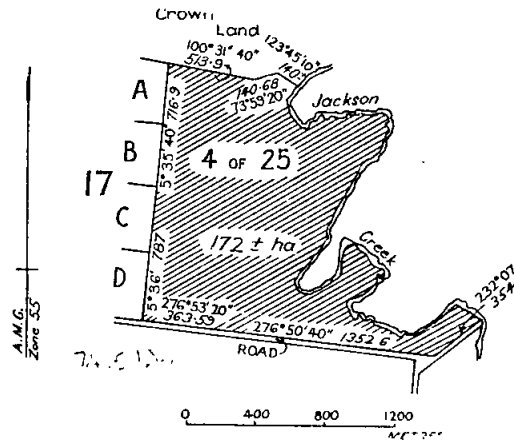 Crown
Land
100° 31' 40"
513.9
123°45'10"
140.68
73°59'20"
Jackson
A
716.9
5° 35' 40"
B
4 OF 25
17
C
172 ± ha
Creek
787
5° 36'
D
276°53'20"
363.59
276°50'40" 1352.6
ROAD
232°07
354
A.M.G.
Zone 55
0 400 800 1200